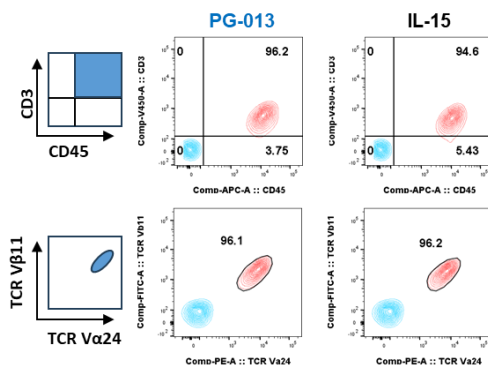 PG-013
IL-15
CD3
CD45
0
96.2
0
3.75
Comp-V450-A :: CD3
Comp-APC-A :: CD45
0
94.6
0
5.43
Comp-V450-A :: CD3
Comp-APC-A :: CD45
TCR Vβ11
TCR Vα24
96.1
Comp-FITC-A :: TCR Vb11
Comp-PE-A :: TCR Va24
96.2
Comp-FITC-A :: TCR Vb11
Comp-PE-A :: TCR Va24